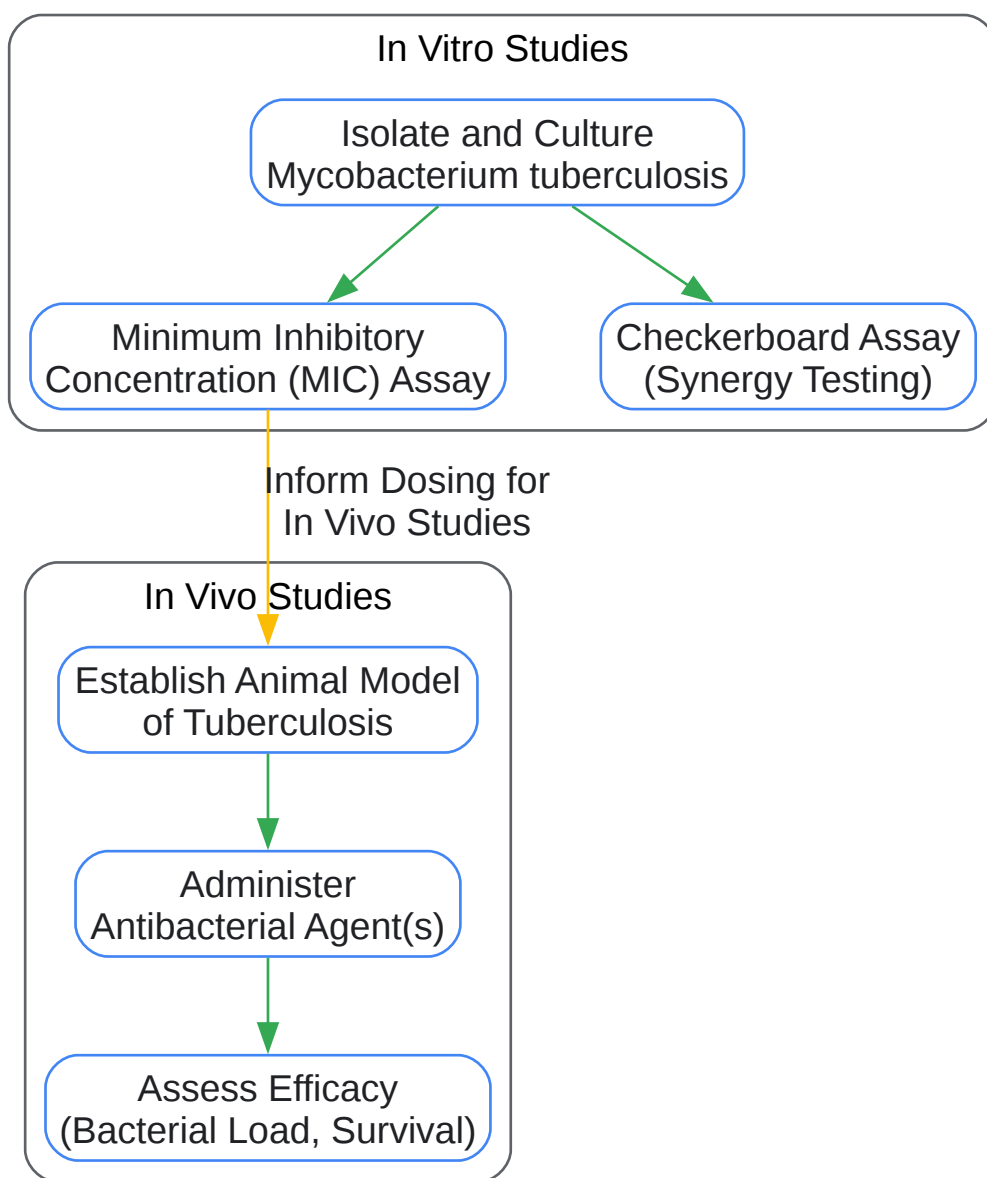 In Vitro Studies
Isolate and Culture
Mycobacterium tuberculosis
Minimum Inhibitory
Concentration (MIC) Assay
Checkerboard Assay
(Synergy Testing)
Inform Dosing for
In Vivo Studies
In Vivo Studies
Establish Animal Model
of Tuberculosis
Administer
Antibacterial Agent(s)
Assess Efficacy
(Bacterial Load, Survival)